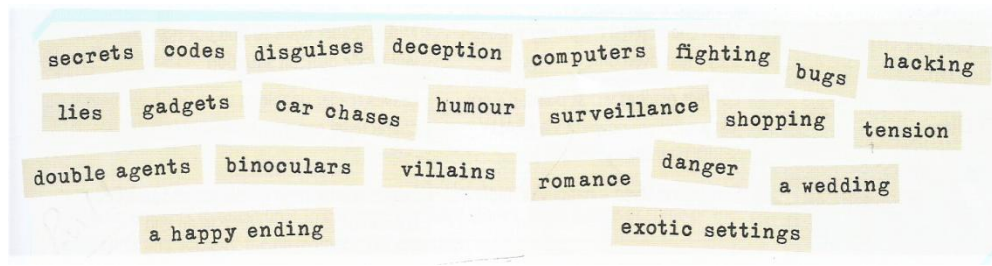 secrets codes disguises deception computers fighting bugs hacking
lies gadgets car chases humour surveillance shopping tension
double agents binoculars villains romance danger a wedding
a happy ending exotic settings